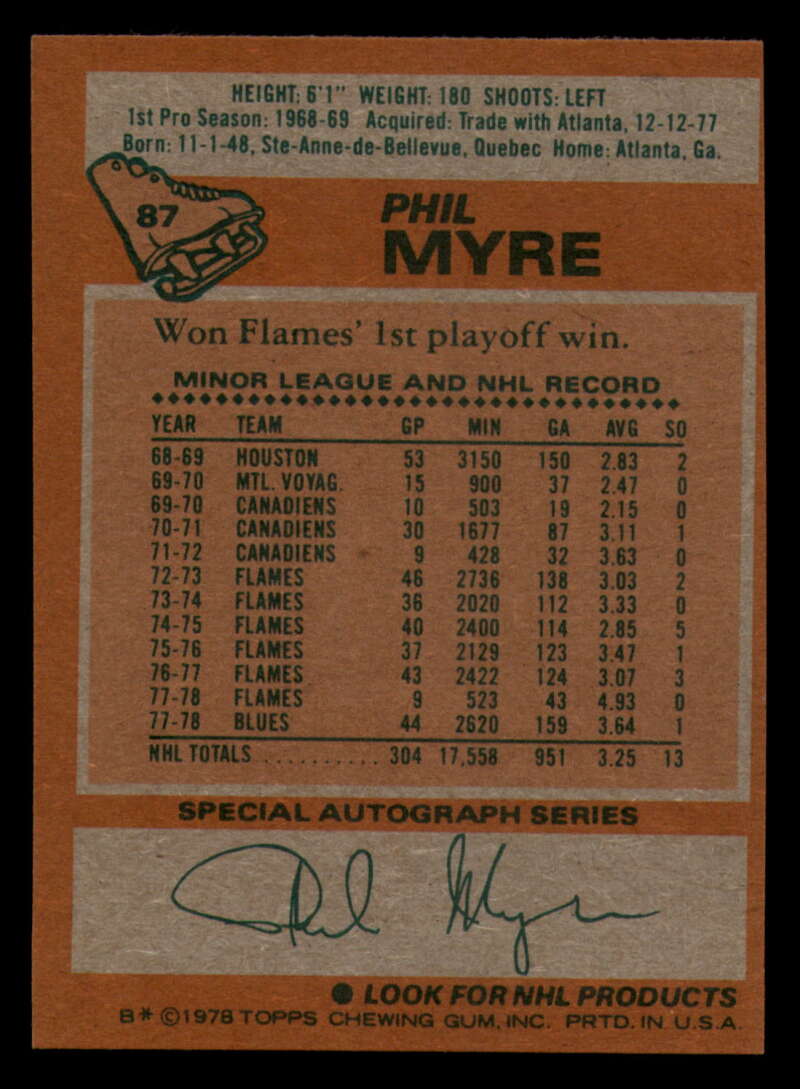 HEIGHT: 6'1" WEIGHT: 180 SHOOTS: LEFT
1st Pro Season: 1968-69 Acquired: Trade with Atlanta, 12-12-77
Born: 11-1-48, Ste-Anne-de-Bellevue, Quebec Home: Atlanta, Ga.
87
PHIL
MYRE
Won Flames' 1st playoff win.
MINOR LEAGUE AND NHL RECORD
YEAR TEAM GP MIN GA AVG SO
68-69 HOUSTON 53 3150 150 2.83 2
69-70 MTL. VOYAG. 15 900 37 2.47 0
69-70 CANADIENS 10 503 19 2.15 0
70-71 CANADIENS 30 1677 87 3.11 1
71-72 CANADIENS 9 428 32 3.63 0
72-73 FLAMES 46 2736 138 3.03 2
73-74 FLAMES 36 2020 112 3.33 0
74-75 FLAMES 40 2400 114 2.85 5
75-76 FLAMES 37 2129 123 3.47 1
76-77 FLAMES 43 2422 124 3.07 3
77-78 FLAMES 9 523 43 4.93 0
77-78 BLUES 44 2620 159 3.64 1
NHL TOTALS ........... 304 17,558 951 3.25 13
SPECIAL AUTOGRAPH SERIES
Phil Myre
● LOOK FOR NHL PRODUCTS
B* ©1978 TOPPS CHEWING GUM, INC. PRTD. IN U.S.A.